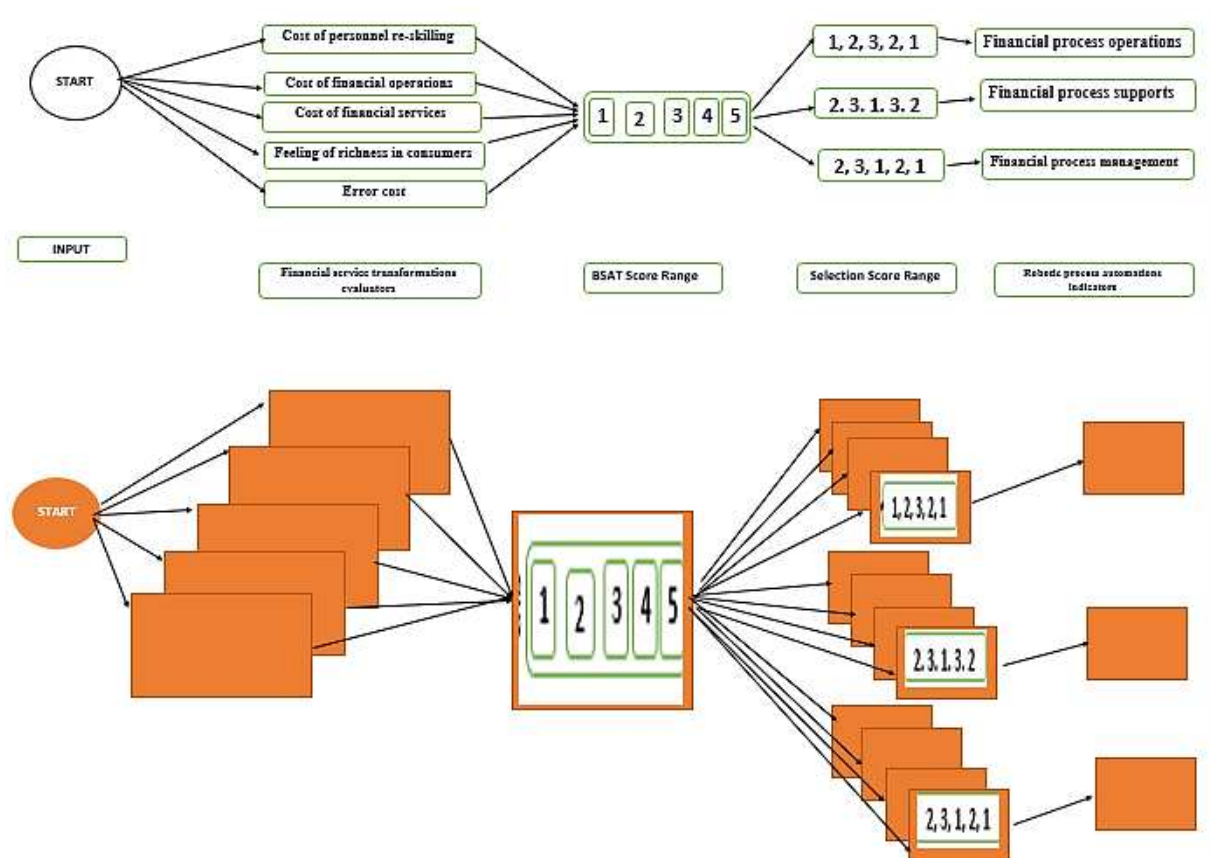 Cost of personnel re-skilling
START
Cost of financial operations
Cost of financial services
Feeling of richness in consumers
Error cost
1 2 3 4 5
1, 2, 3, 2, 1
Financial process operations
2. 3. 1. 3. 2
Financial process supports
2, 3, 1, 2, 1
Financial process management
INPUT
Financial service transformations
evaluators
BSAT Score Range
Selection Score Range
Robotic process automations
indicators
START
1 2 3 4 5
1, 2, 3, 2, 1
2. 3. 1. 3. 2
2, 3, 1, 2, 1